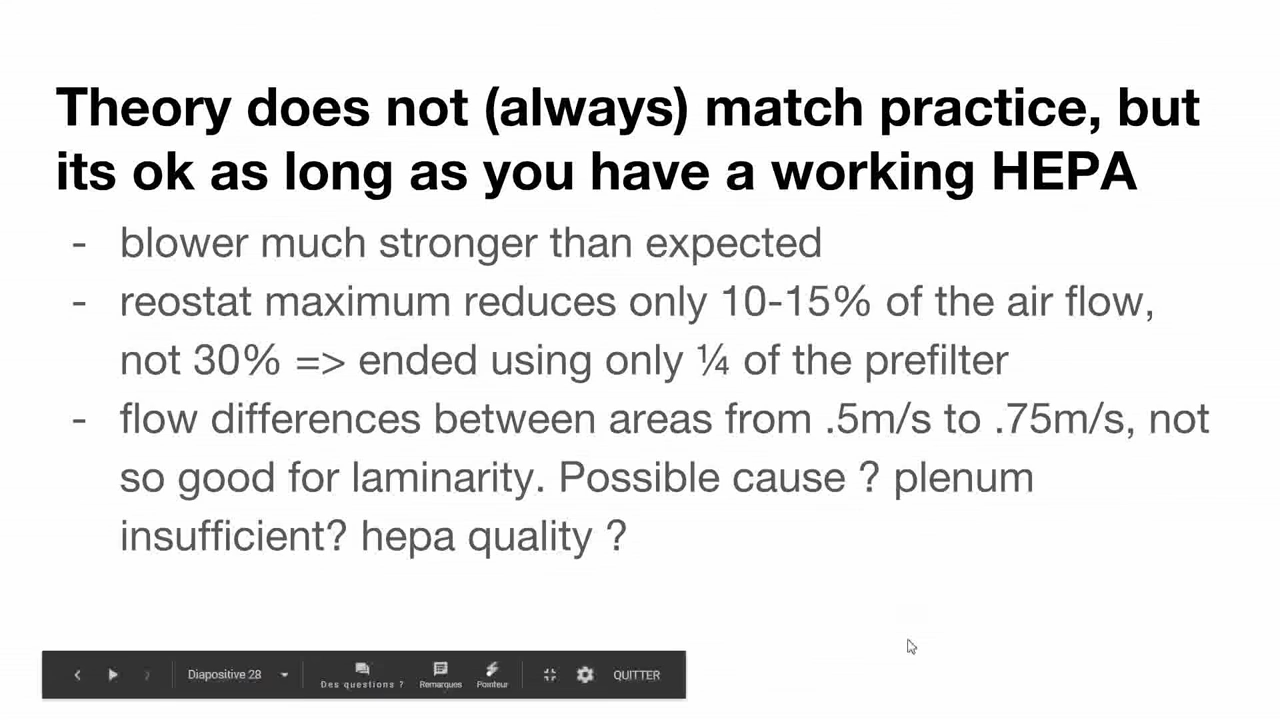 Theory does not (always) match practice, but
its ok as long as you have a working HEPA
- blower much stronger than expected
- reostat maximum reduces only 10-15% of the air flow,
not 30% => ended using only ¼ of the prefilter
- flow differences between areas from .5m/s to .75m/s, not
so good for laminarity. Possible cause ? plenum
insufficient? hepa quality ?
Diapositive 28
Des questions ?
Remarques
Pointeur
QUITTER